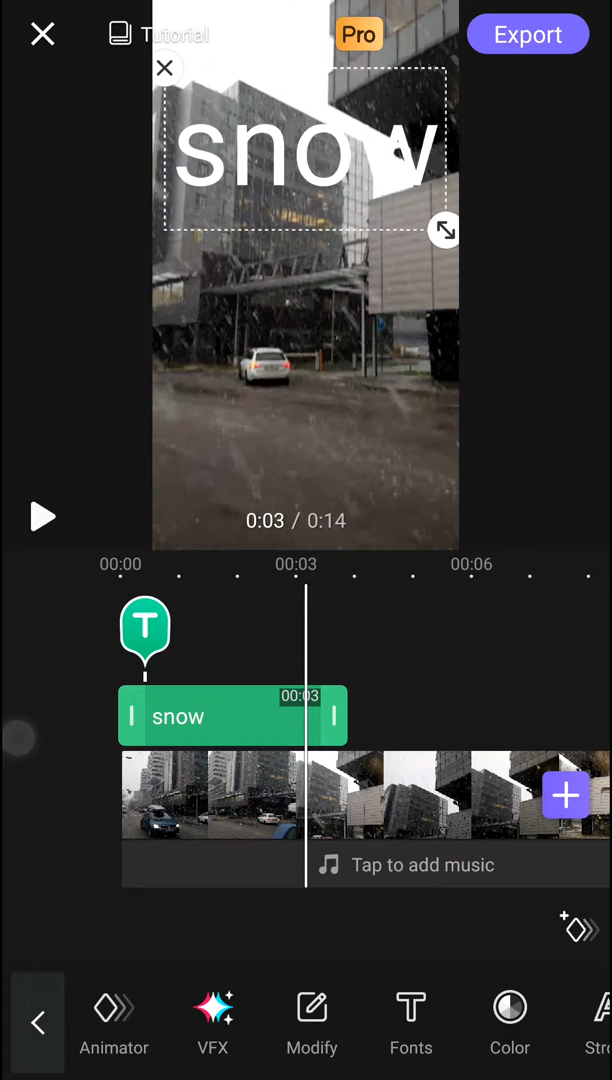 Tutorial
Pro
Export
snow
0:03 / 0:14
00:00
00:03
00:06
T
00:03
snow
Tap to add music
Animator
VFX
Modify
Fonts
Color